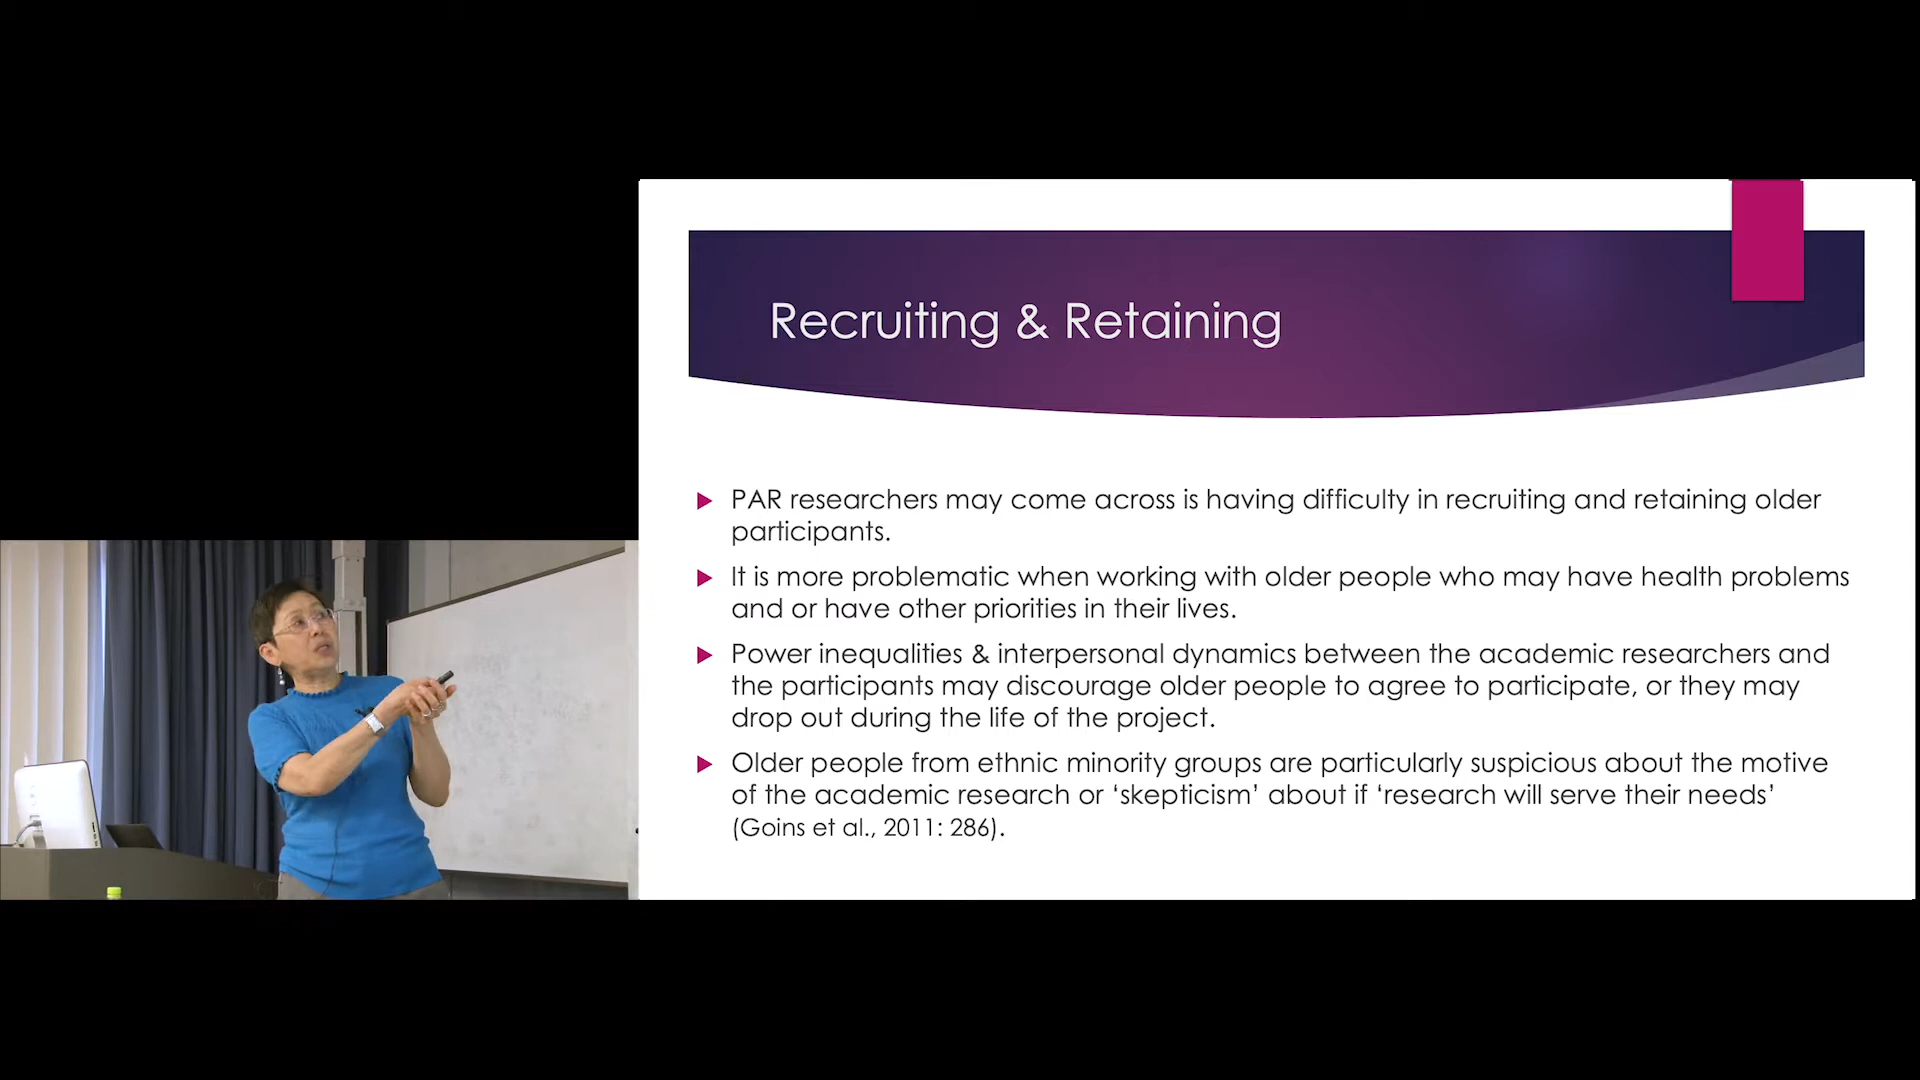 Recruiting & Retaining
PAR researchers may come across is having difficulty in recruiting and retaining older
participants.
It is more problematic when working with older people who may have health problems
and or have other priorities in their lives.
Power inequalities & interpersonal dynamics between the academic researchers and
the participants may discourage older people to agree to participate, or they may
drop out during the life of the project.
Older people from ethnic minority groups are particularly suspicious about the motive
of the academic research or ‘skepticism’ about if ‘research will serve their needs’
(Goins et al., 2011: 286).